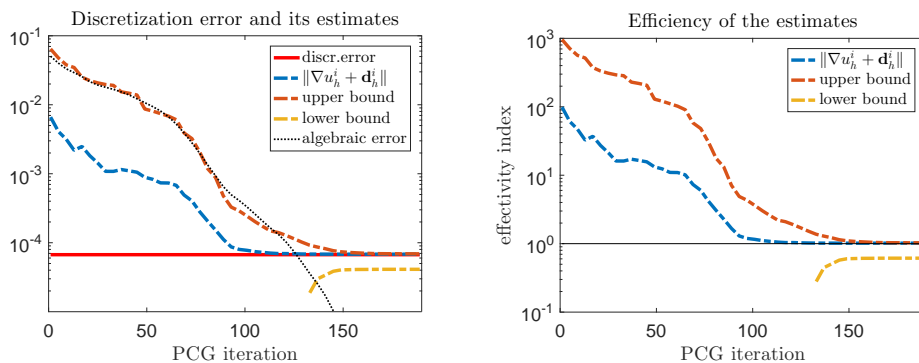 Discretization error and its estimates
10^{-1}
10^{-2}
10^{-3}
10^{-4}
10^{-5}
0
50
100
150
PCG iteration
discr.error
‖∇u_h^i + d_h^i‖
upper bound
lower bound
algebraic error
Efficiency of the estimates
effectivity index
10^3
10^2
10^1
10^0
10^{-1}
0
50
100
150
PCG iteration
‖∇u_h^i + d_h^i‖
upper bound
lower bound